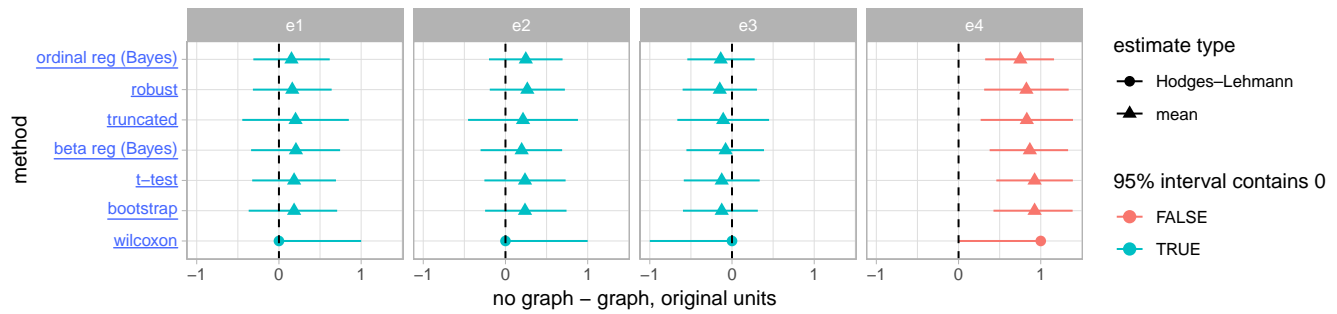 e1
e2
e3
e4
method
ordinal reg (Bayes)
robust
truncated
beta reg (Bayes)
t−test
bootstrap
wilcoxon
−1 0 1
−1 0 1
−1 0 1
−1 0 1
no graph − graph, original units
estimate type
Hodges−Lehmann
mean
95% interval contains 0
FALSE
TRUE